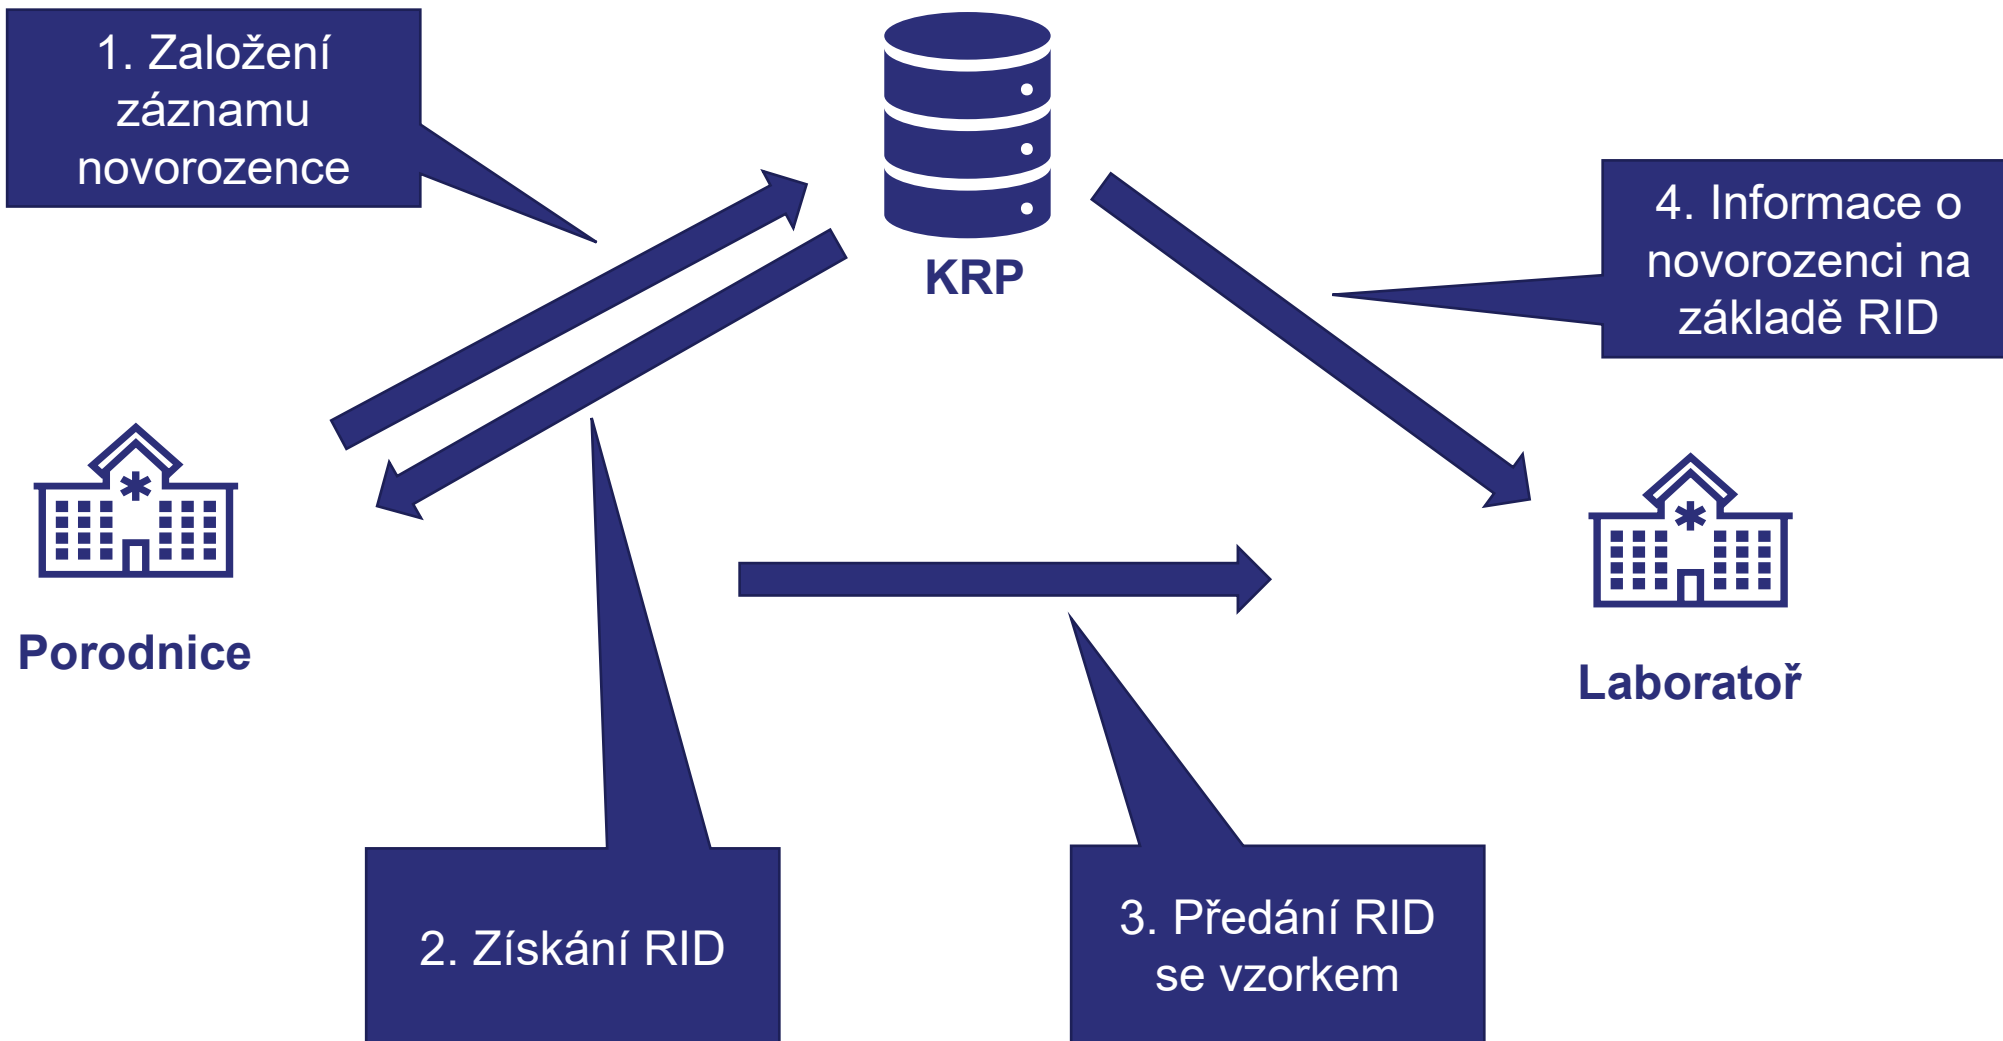 1. Založení
záznamu
novorozence
KRP
4. Informace o
novorozenci na
základě RID
Porodnice
Laboratoř
2. Získání RID
3. Předání RID
se vzorkem